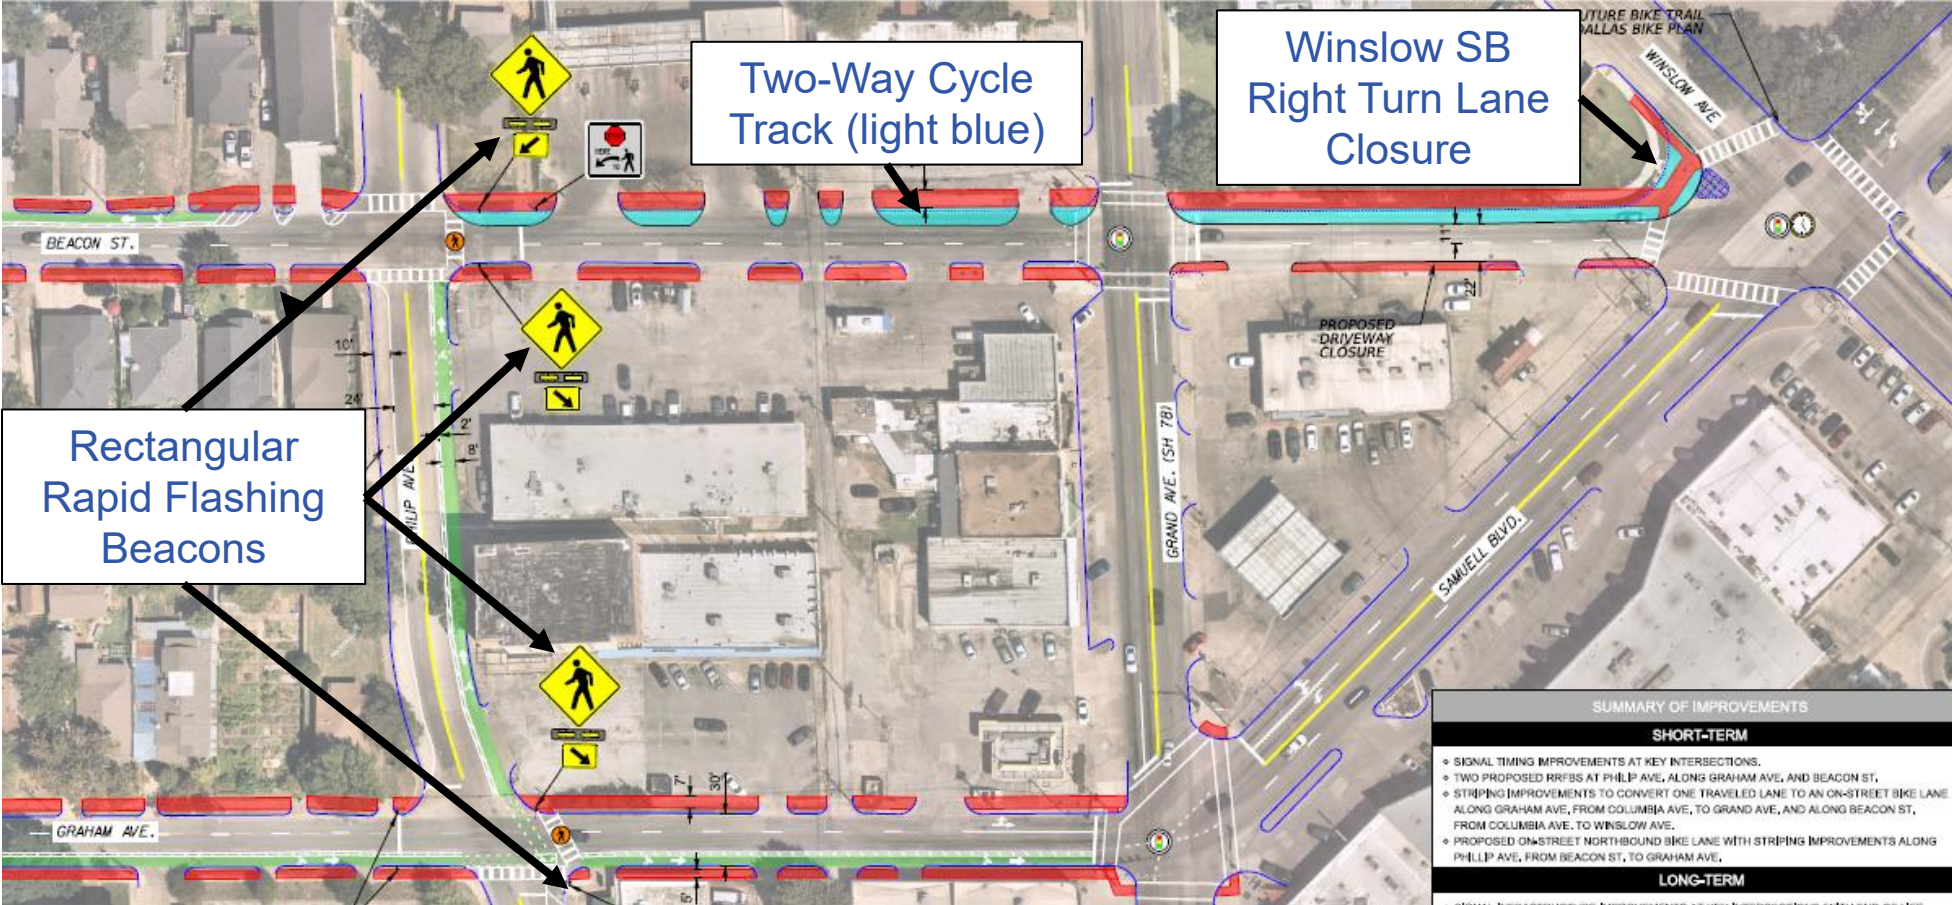 FUTURE BIKE TRAIL
DALLAS BIKE PLAN
WINSLOW AVE
Two-Way Cycle
Track (light blue)
Winslow SB
Right Turn Lane
Closure
HERE
TO
BEACON ST.
11'
22'
PROPOSED
DRIVEWAY
CLOSURE
10'
24'
2'
8'
Rectangular
Rapid Flashing
Beacons
PHILIP AVE
GRAND AVE. (SH 78)
SAMUELL BLVD.
7'
30'
GRAHAM AVE.
5'
SUMMARY OF IMPROVEMENTS
SHORT-TERM
SIGNAL TIMING IMPROVEMENTS AT KEY INTERSECTIONS.
TWO PROPOSED RRFBS AT PHILIP AVE, ALONG GRAHAM AVE, AND BEACON ST.
STRIPING IMPROVEMENTS TO CONVERT ONE TRAVELED LANE TO AN ON-STREET BIKE LANE
ALONG GRAHAM AVE, FROM COLUMBIA AVE, TO GRAND AVE, AND ALONG BEACON ST,
FROM COLUMBIA AVE. TO WINSLOW AVE.
PROPOSED ON-STREET NORTHBOUND BIKE LANE WITH STRIPING IMPROVEMENTS ALONG
PHILLIP AVE, FROM BEACON ST, TO GRAHAM AVE,
LONG-TERM